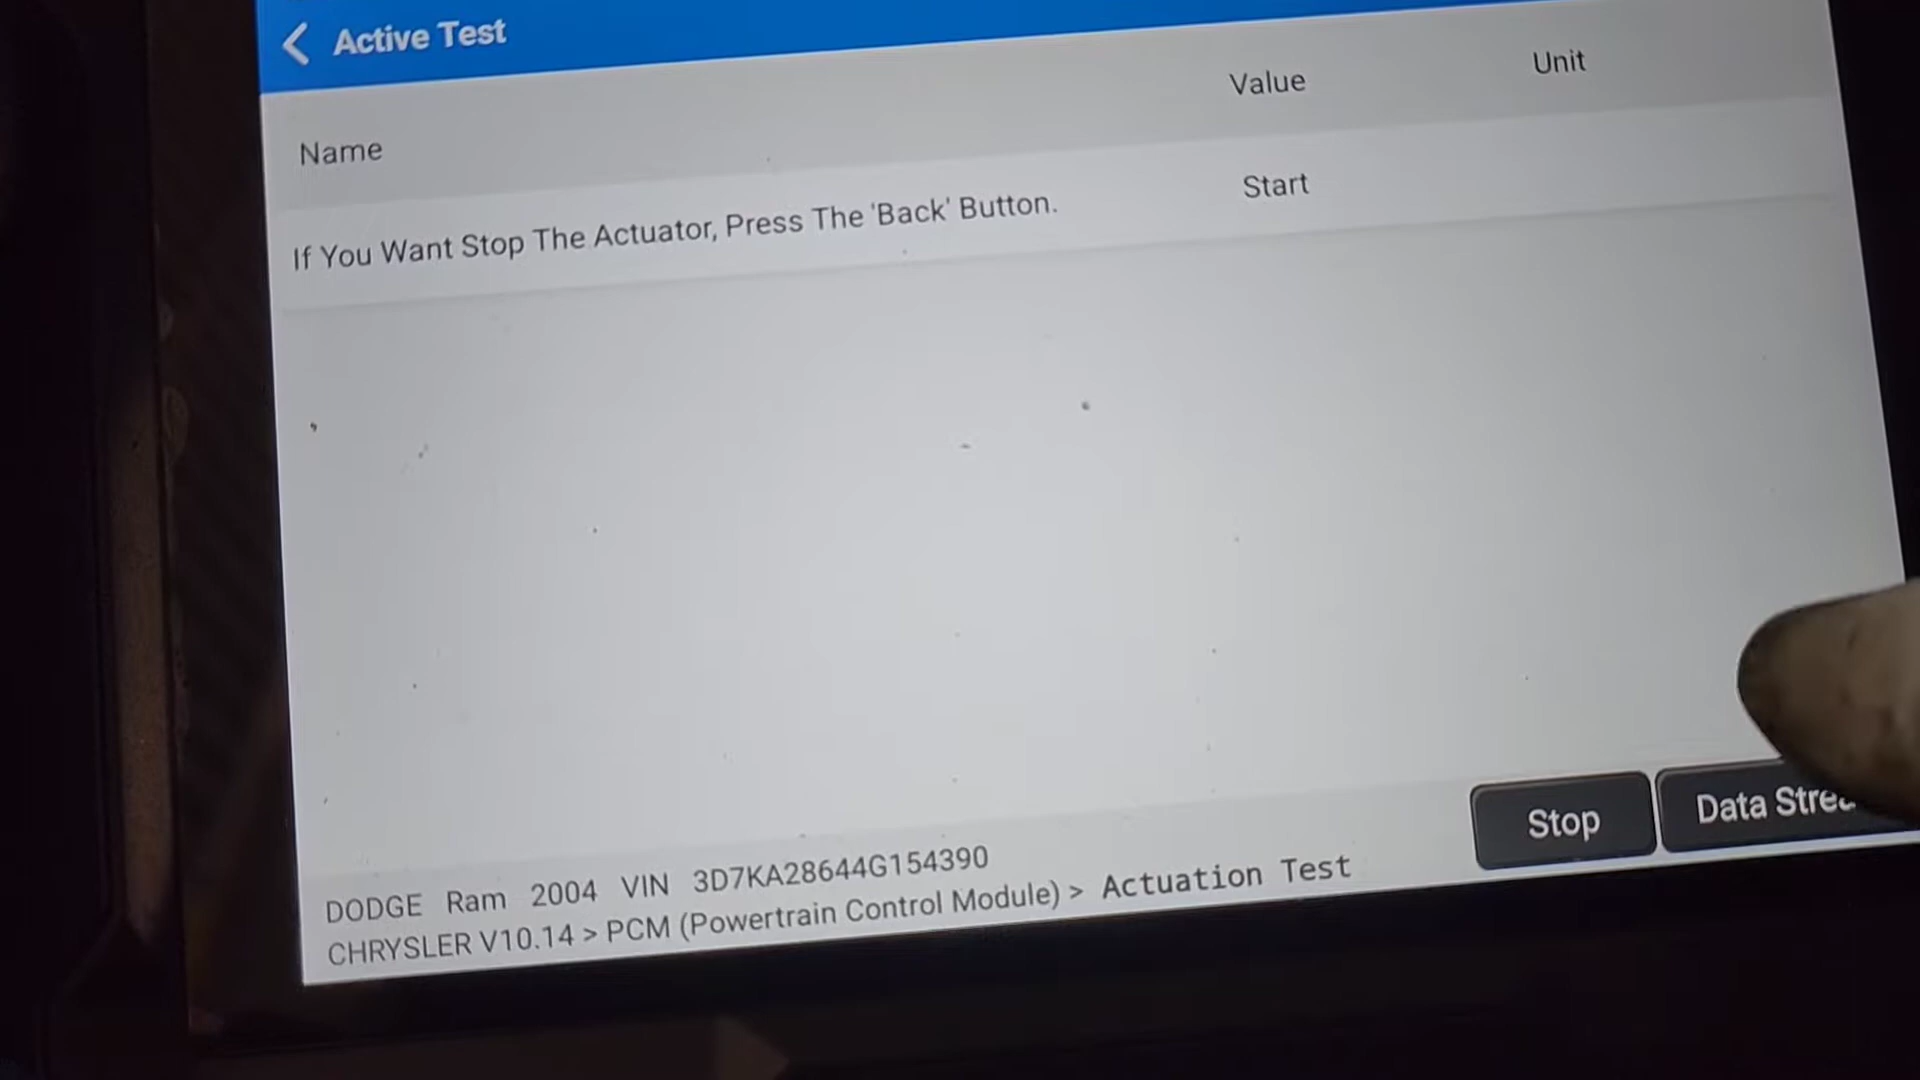 Active Test
Name Value Unit
If You Want Stop The Actuator, Press The 'Back' Button. Start
Stop
Data
DODGE Ram 2004 VIN 3D7KA28644G154390
CHRYSLER V10.14 > PCM (Powertrain Control Module) > Actuation Test